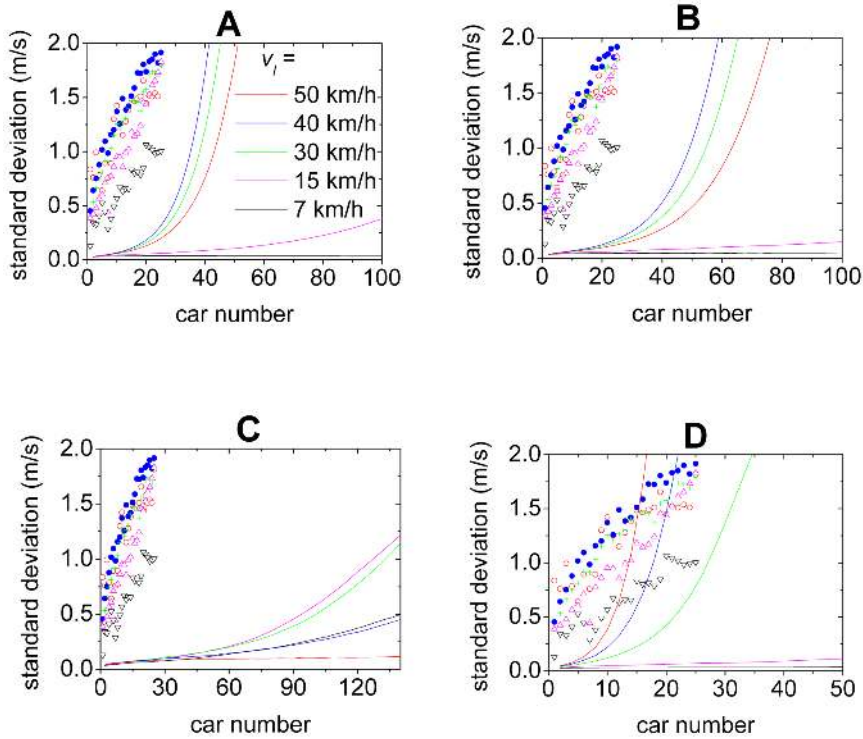 A
standard deviation (m/s)
2.0
1.5
1.0
0.5
0.0
v_l =
50 km/h
40 km/h
30 km/h
15 km/h
7 km/h
0 20 40 60 80 100
car number
B
standard deviation (m/s)
2.0
1.5
1.0
0.5
0.0
0 20 40 60 80 100
car number
C
standard deviation (m/s)
2.0
1.5
1.0
0.5
0.0
0 30 60 90 120
car number
D
standard deviation (m/s)
2.0
1.5
1.0
0.5
0.0
0 10 20 30 40 50
car number